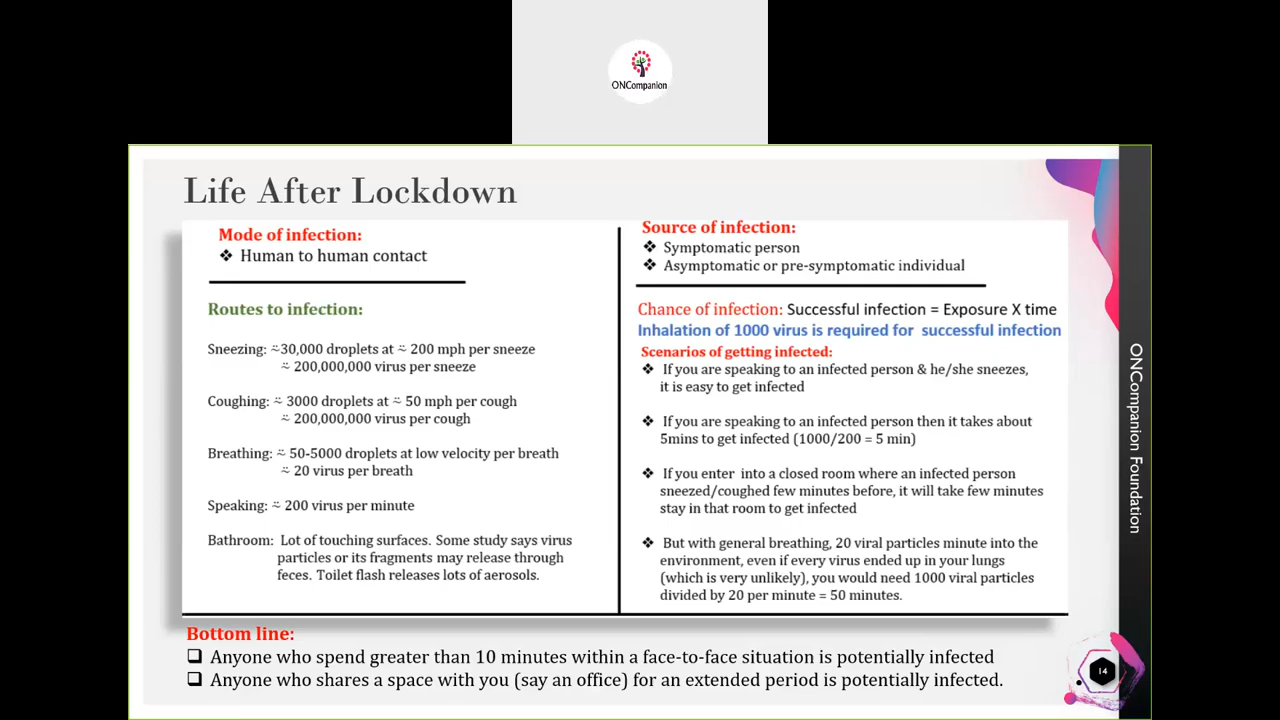 ONCompanion
Life After Lockdown
Mode of infection:
❖ Human to human contact
Routes to infection:
Sneezing: ≈30,000 droplets at ≈ 200 mph per sneeze
≈ 200,000,000 virus per sneeze
Coughing: ≈ 3000 droplets at ≈ 50 mph per cough
≈ 200,000,000 virus per cough
Breathing: ≈ 50-5000 droplets at low velocity per breath
≈ 20 virus per breath
Speaking: ≈ 200 virus per minute
Bathroom: Lot of touching surfaces. Some study says virus
particles or its fragments may release through
feces. Toilet flash releases lots of aerosols.
Source of infection:
❖ Symptomatic person
❖ Asymptomatic or pre-symptomatic individual
Chance of infection: Successful infection = Exposure X time
Inhalation of 1000 virus is required for successful infection
Scenarios of getting infected:
❖ If you are speaking to an infected person & he/she sneezes,
it is easy to get infected
❖ If you are speaking to an infected person then it takes about
5mins to get infected (1000/200 = 5 min)
❖ If you enter into a closed room where an infected person
sneezed/coughed few minutes before, it will take few minutes
stay in that room to get infected
❖ But with general breathing, 20 viral particles minute into the
environment, even if every virus ended up in your lungs
(which is very unlikely), you would need 1000 viral particles
divided by 20 per minute = 50 minutes.
Bottom line:
❑ Anyone who spend greater than 10 minutes within a face-to-face situation is potentially infected
❑ Anyone who shares a space with you (say an office) for an extended period is potentially infected.
ONCompanion Foundation
14